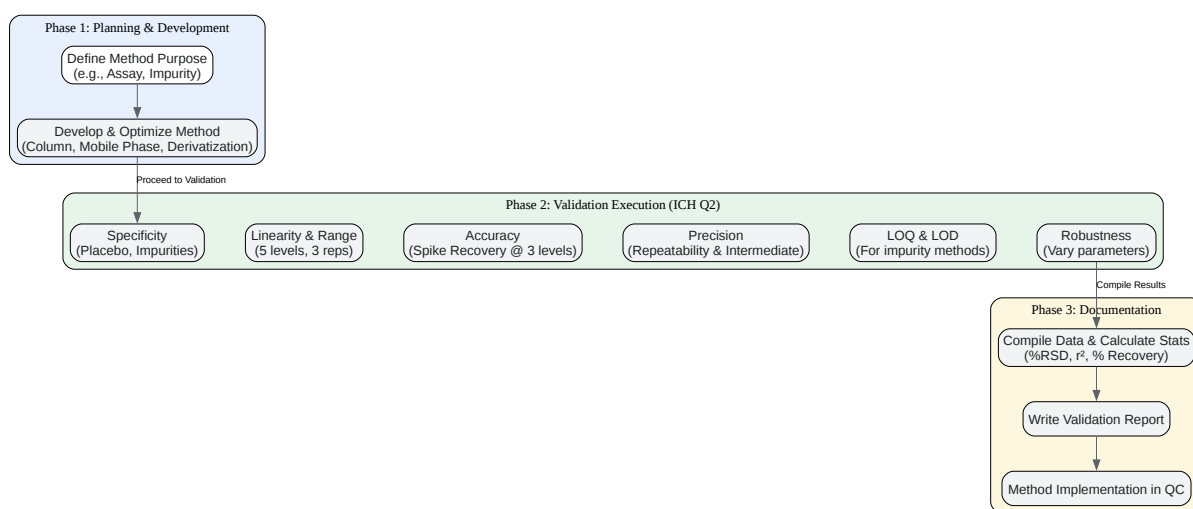 Phase 1: Planning & Development
Define Method Purpose
(e.g., Assay, Impurity)
Develop & Optimize Method
(Column, Mobile Phase, Derivatization)
Proceed to Validation
Phase 2: Validation Execution (ICH Q2)
Specificity
(Placebo, Impurities)
Linearity & Range
(5 levels, 3 reps)
Accuracy
(Spike Recovery @ 3 levels)
Precision
(Repeatability & Intermediate)
LOQ & LOD
(For impurity methods)
Robustness
(Vary parameters)
Compile Results
Phase 3: Documentation
Compile Data & Calculate Stats
(%RSD, r², % Recovery)
Write Validation Report
Method Implementation in QC